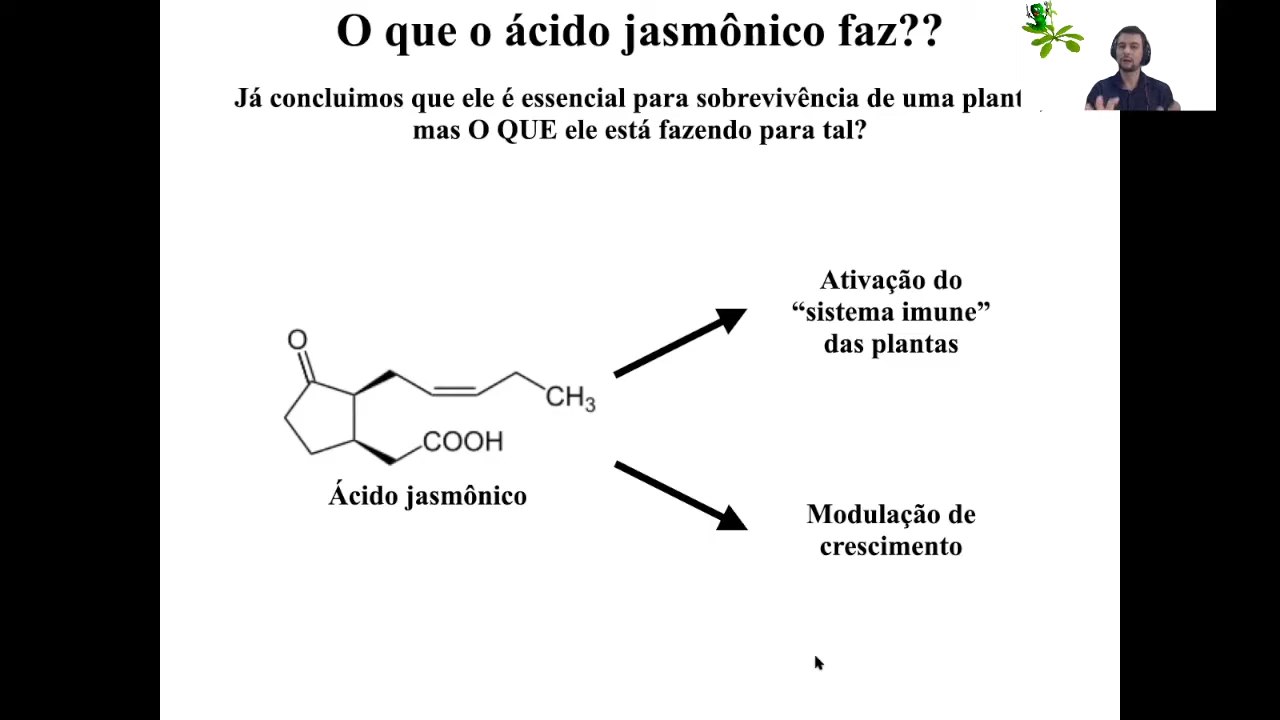 O que o ácido jasmônico faz??
Já concluimos que ele é essencial para sobrevivência de uma plant
mas O QUE ele está fazendo para tal?
Ativação do
“sistema imune”
das plantas
O
CH3
COOH
Ácido jasmônico
Modulação de
crescimento